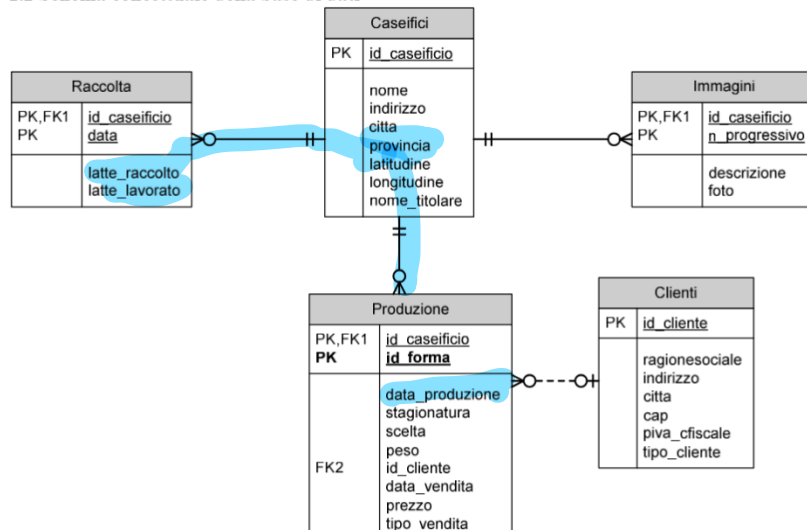 Caseifici
PK id_caseificio
nome
indirizzo
citta
provincia
latitudine
longitudine
nome_titolare
Raccolta
PK,FK1 id_caseificio
PK data
latte_raccolto
latte_lavorato
Immagini
PK,FK1 id_caseificio
PK n_progressivo
descrizione
foto
Produzione
PK,FK1 id_caseificio
PK id_forma
data_produzione
stagionatura
scelta
peso
FK2 id_cliente
data_vendita
prezzo
tipo_vendita
Clienti
PK id_cliente
ragionesociale
indirizzo
citta
cap
piva_cfiscale
tipo_cliente